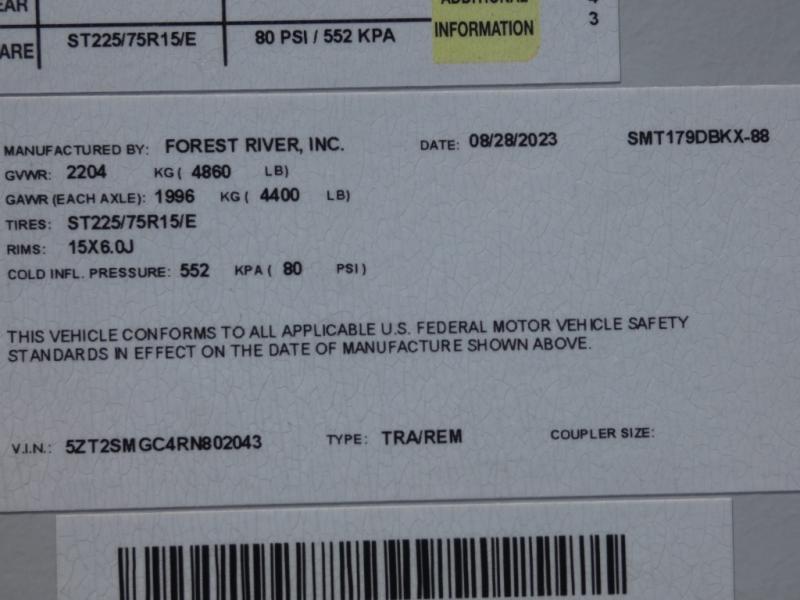 EAR
ADDITIONAL
ARE ST225/75R15/E 80 PSI / 552 KPA INFORMATION 3
MANUFACTURED BY: FOREST RIVER, INC. DATE: 08/28/2023 SMT179DBKX-88
GVWR: 2204 KG ( 4860 LB)
GAWR (EACH AXLE): 1996 KG ( 4400 LB)
TIRES: ST225/75R15/E
RIMS: 15X6.0J
COLD INFL. PRESSURE: 552 KPA ( 80 PSI )
THIS VEHICLE CONFORMS TO ALL APPLICABLE U.S. FEDERAL MOTOR VEHICLE SAFETY
STANDARDS IN EFFECT ON THE DATE OF MANUFACTURE SHOWN ABOVE.
V.I.N.: 5ZT2SMGC4RN802043 TYPE: TRA/REM COUPLER SIZE: